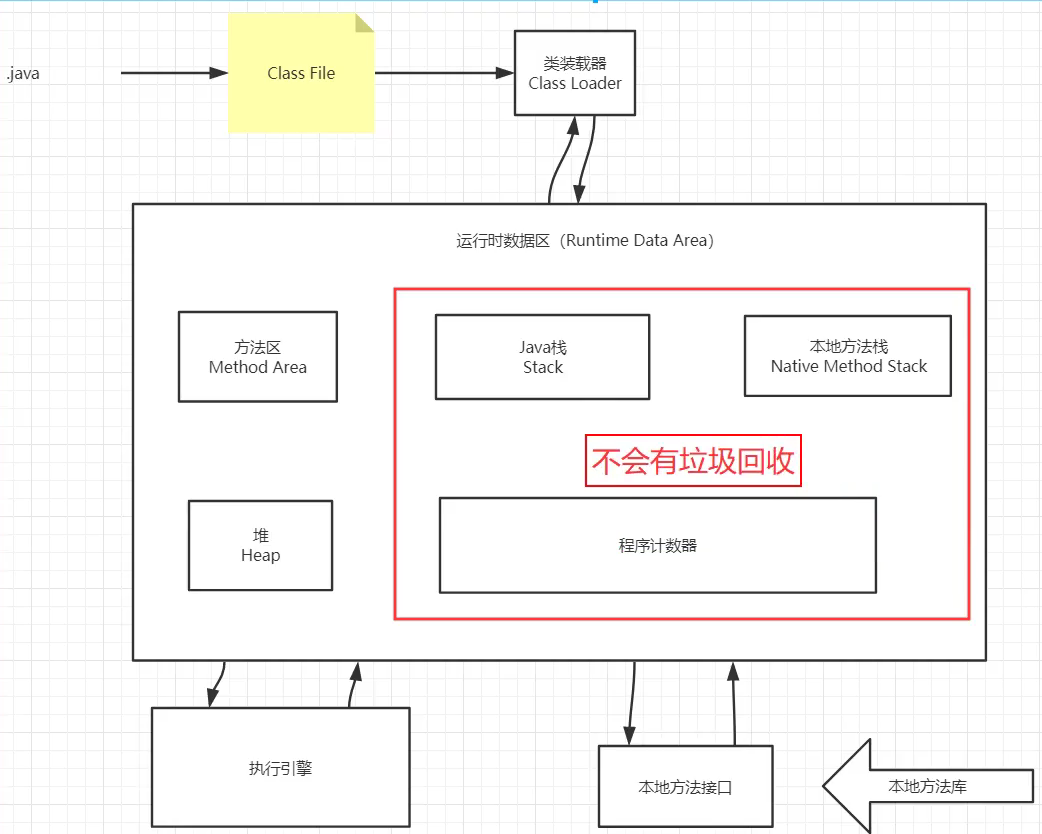 .java
Class File
类装载器
Class Loader
运行时数据区（Runtime Data Area）
方法区
Method Area
Java栈
Stack
本地方法栈
Native Method Stack
不会有垃圾回收
堆
Heap
程序计数器
执行引擎
本地方法接口
本地方法库